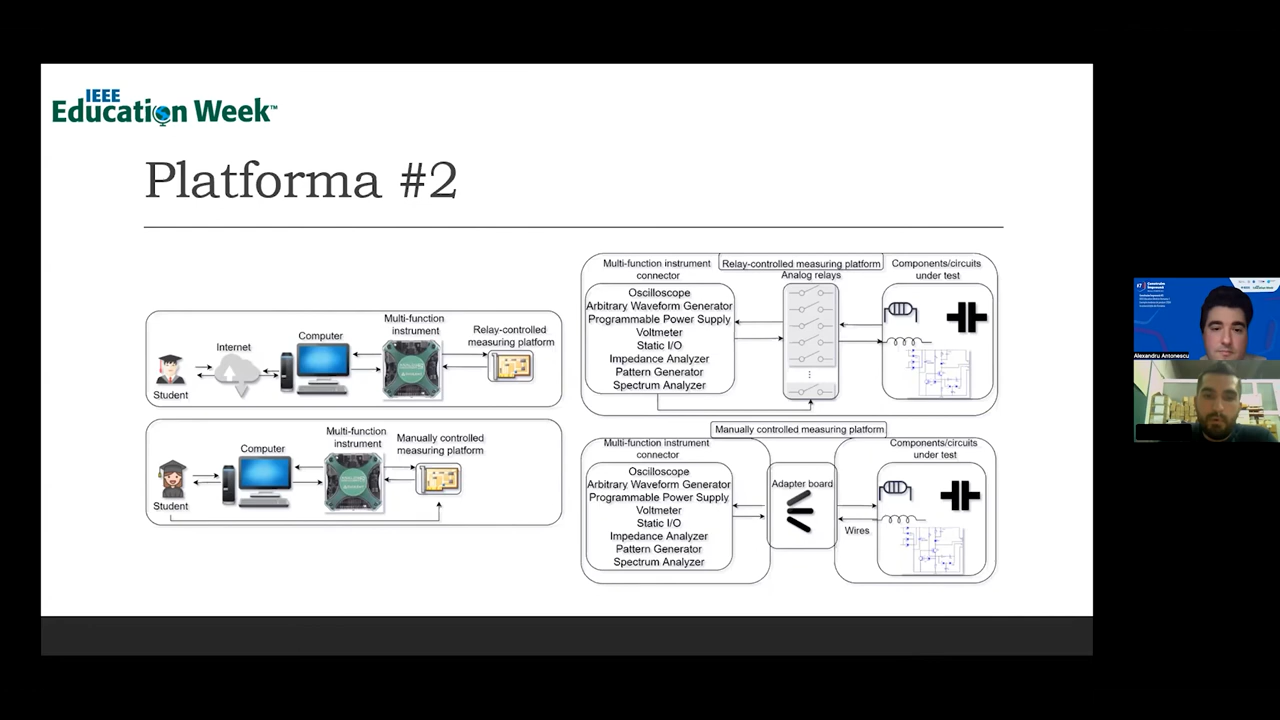 IEEE
Education Week™
Platforma #2
Student
Internet
Computer
Multi-function
instrument
Relay-controlled
measuring platform
Student
Computer
Multi-function
instrument
Manually controlled
measuring platform
Relay-controlled measuring platform
Multi-function instrument
connector
Oscilloscope
Arbitrary Waveform Generator
Programmable Power Supply
Voltmeter
Static I/O
Impedance Analyzer
Pattern Generator
Spectrum Analyzer
Analog relays
Components/circuits
under test
Manually controlled measuring platform
Multi-function instrument
connector
Oscilloscope
Arbitrary Waveform Generator
Programmable Power Supply
Voltmeter
Static I/O
Impedance Analyzer
Pattern Generator
Spectrum Analyzer
Adapter board
Wires
Components/circuits
under test
Alexandru Antonescu